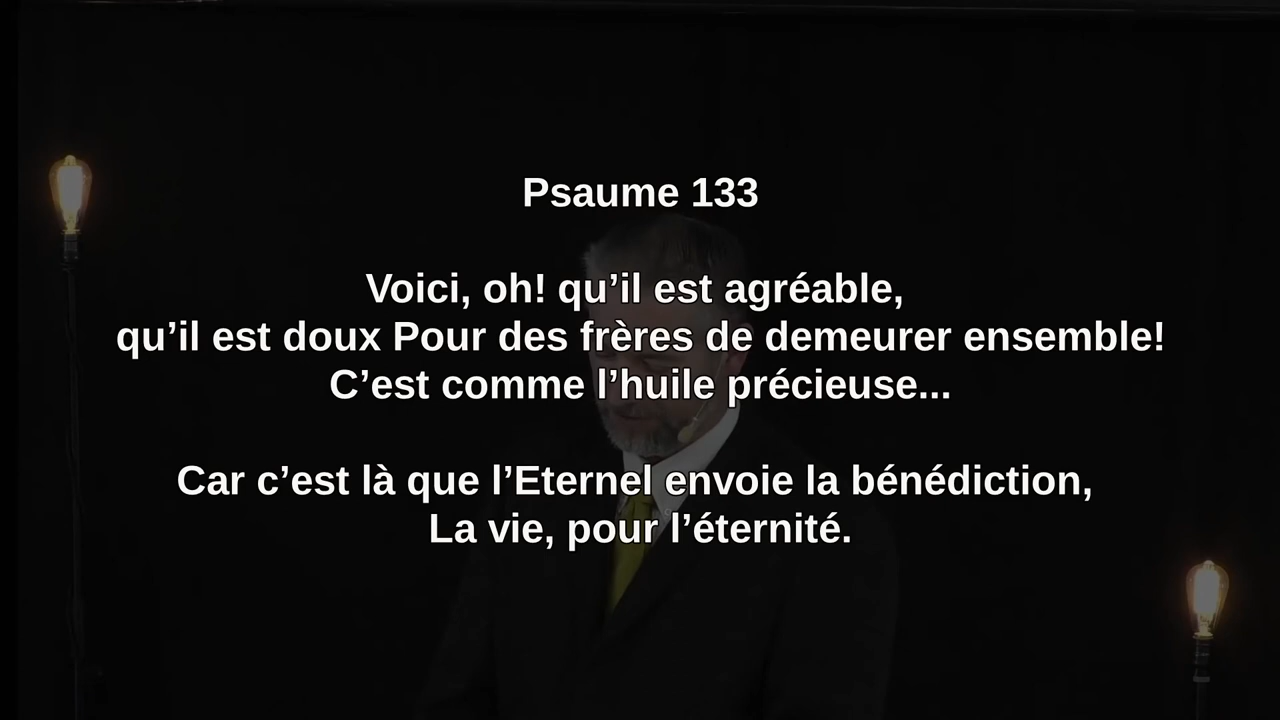 Psaume 133
Voici, oh! qu’il est agréable,
qu’il est doux Pour des frères de demeurer ensemble!
C’est comme l’huile précieuse...
Car c’est là que l’Eternel envoie la bénédiction,
La vie, pour l’éternité.